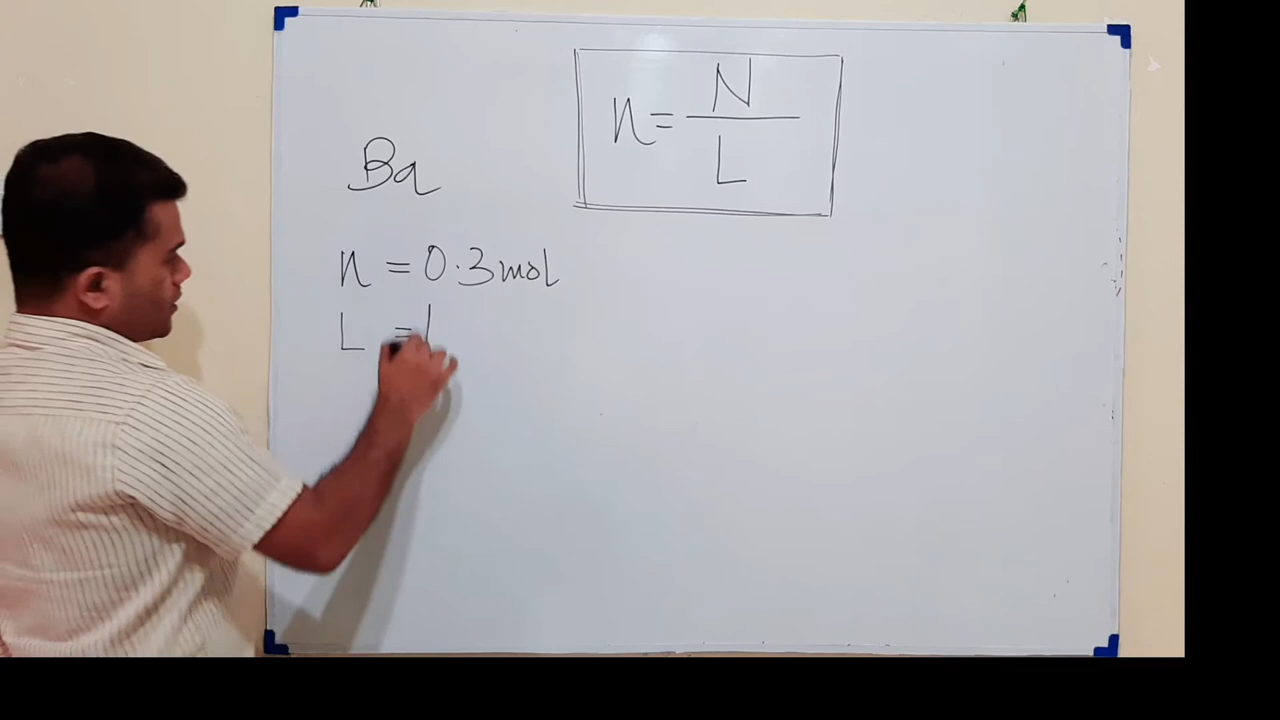 n = N / L
Ba
n = 0.3 mol
L =